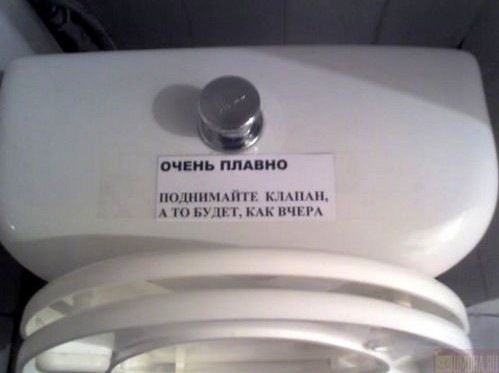 ОЧЕНЬ ПЛАВНО
ПОДНИМАЙТЕ КЛАПАН,
А ТО БУДЕТ, КАК ВЧЕРА